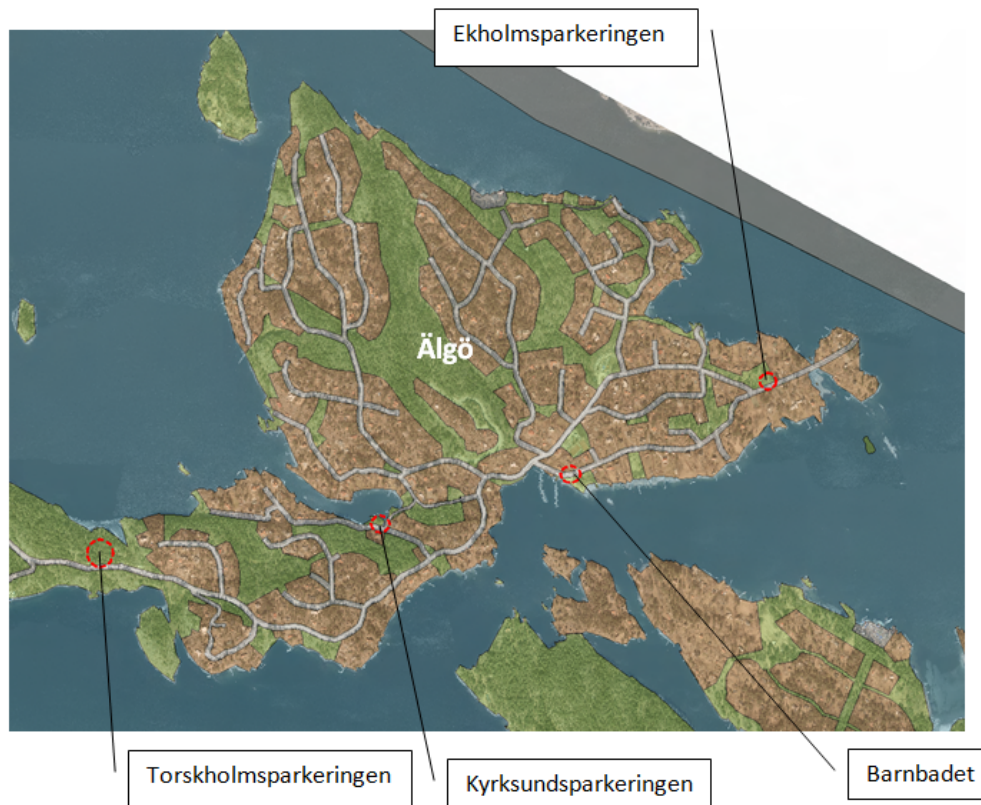 Ekholmsparkeringen
Älgö
Torskholmsparkeringen
Kyrksundsparkeringen
Barnbadet